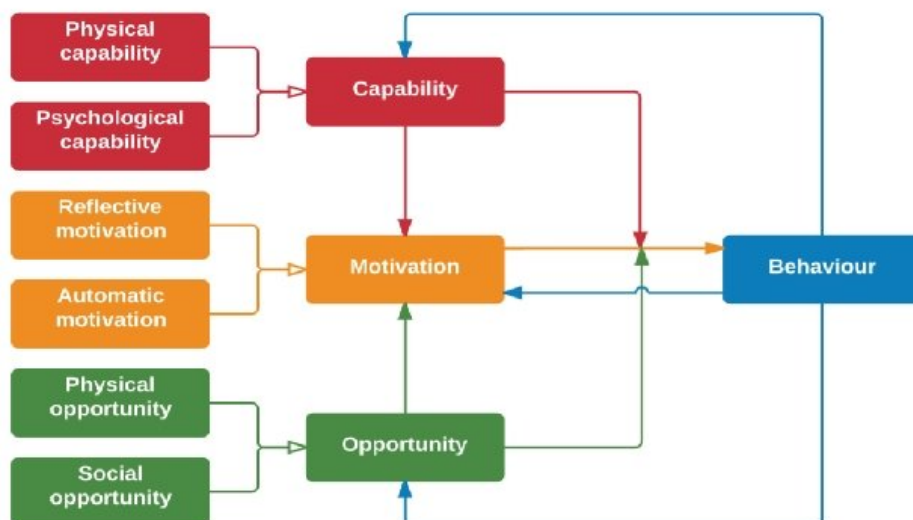 Physical
capability
Psychological
capability
Reflective
motivation
Automatic
motivation
Physical
opportunity
Social
opportunity
Capability
Motivation
Opportunity
Behaviour